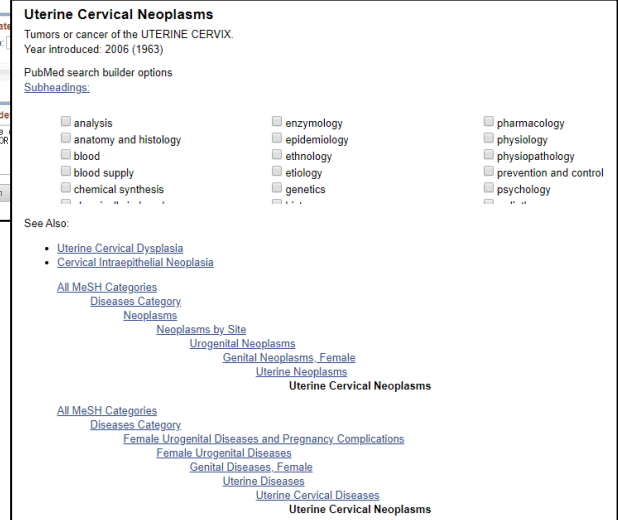 Uterine Cervical Neoplasms
Tumors or cancer of the UTERINE CERVIX.
Year introduced: 2006 (1963)
PubMed search builder options
Subheadings:
analysis
anatomy and histology
blood
blood supply
chemical synthesis
enzymology
epidemiology
ethnology
etiology
genetics
pharmacology
physiology
physiopathology
prevention and control
psychology
See Also:
Uterine Cervical Dysplasia
Cervical Intraepithelial Neoplasia
All MeSH Categories
Diseases Category
Neoplasms
Neoplasms by Site
Urogenital Neoplasms
Genital Neoplasms, Female
Uterine Neoplasms
Uterine Cervical Neoplasms
All MeSH Categories
Diseases Category
Female Urogenital Diseases and Pregnancy Complications
Female Urogenital Diseases
Genital Diseases, Female
Uterine Diseases
Uterine Cervical Diseases
Uterine Cervical Neoplasms